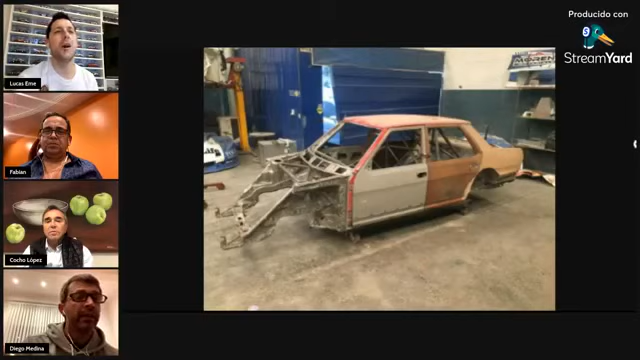 Producido con
StreamYard
Lucas Eme
Fabian
Cocho López
Diego Medina